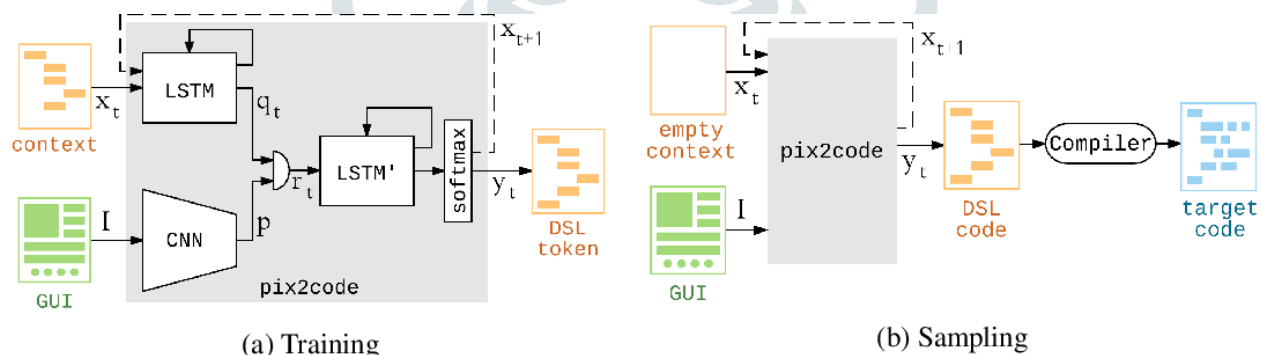 x_{t+1}
LSTM
x_t
q_t
context
LSTM'
softmax
r_t
y_t
DSL
token
I
CNN
p
GUI
pix2code
(a) Training
x_{t+1}
x_t
empty
context
pix2code
y_t
Compiler
DSL
code
target
code
I
GUI
(b) Sampling